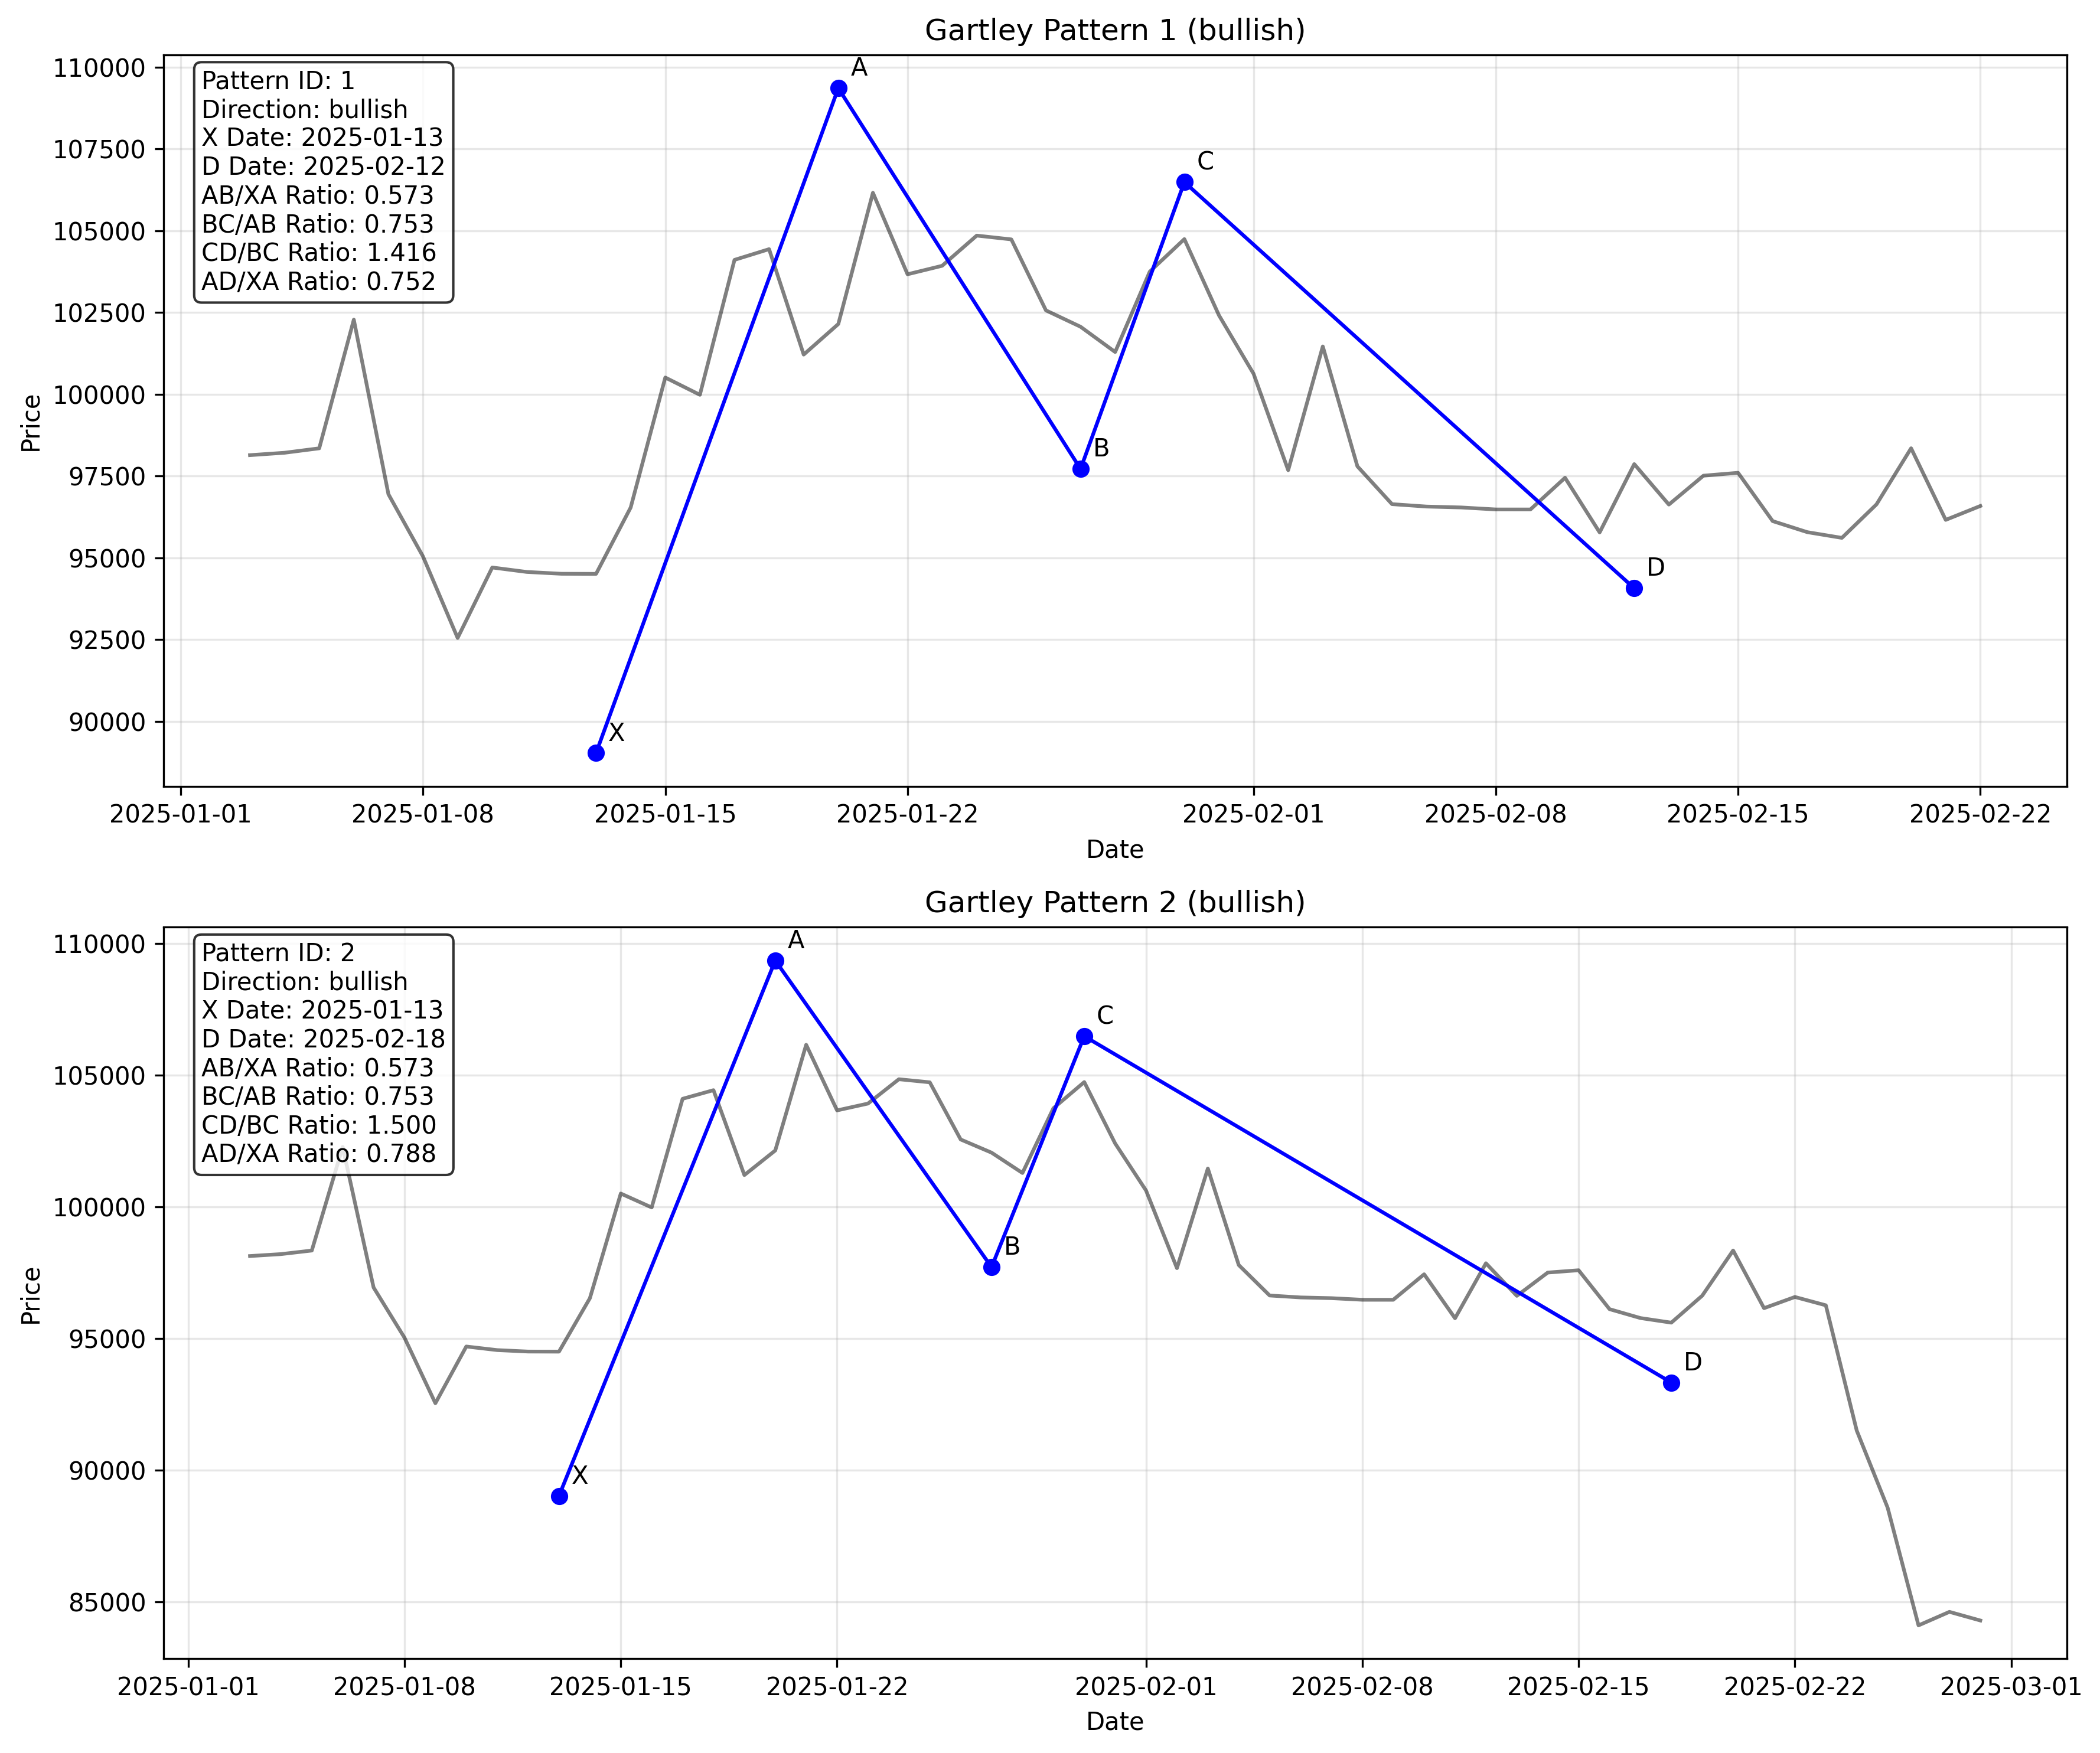 Gartley Pattern 1 (bullish)
Pattern ID: 1
Direction: bullish
X Date: 2025-01-13
D Date: 2025-02-12
AB/XA Ratio: 0.573
BC/AB Ratio: 0.753
CD/BC Ratio: 1.416
AD/XA Ratio: 0.752
110000
107500
105000
102500
100000
97500
95000
92500
90000
Price
A
C
B
D
X
2025-01-01 2025-01-08 2025-01-15 2025-01-22 2025-02-01 2025-02-08 2025-02-15 2025-02-22
Date
Gartley Pattern 2 (bullish)
Pattern ID: 2
Direction: bullish
X Date: 2025-01-13
D Date: 2025-02-18
AB/XA Ratio: 0.573
BC/AB Ratio: 0.753
CD/BC Ratio: 1.500
AD/XA Ratio: 0.788
110000
105000
100000
95000
90000
85000
Price
A
C
B
D
X
2025-01-01 2025-01-08 2025-01-15 2025-01-22 2025-02-01 2025-02-08 2025-02-15 2025-02-22 2025-03-01
Date